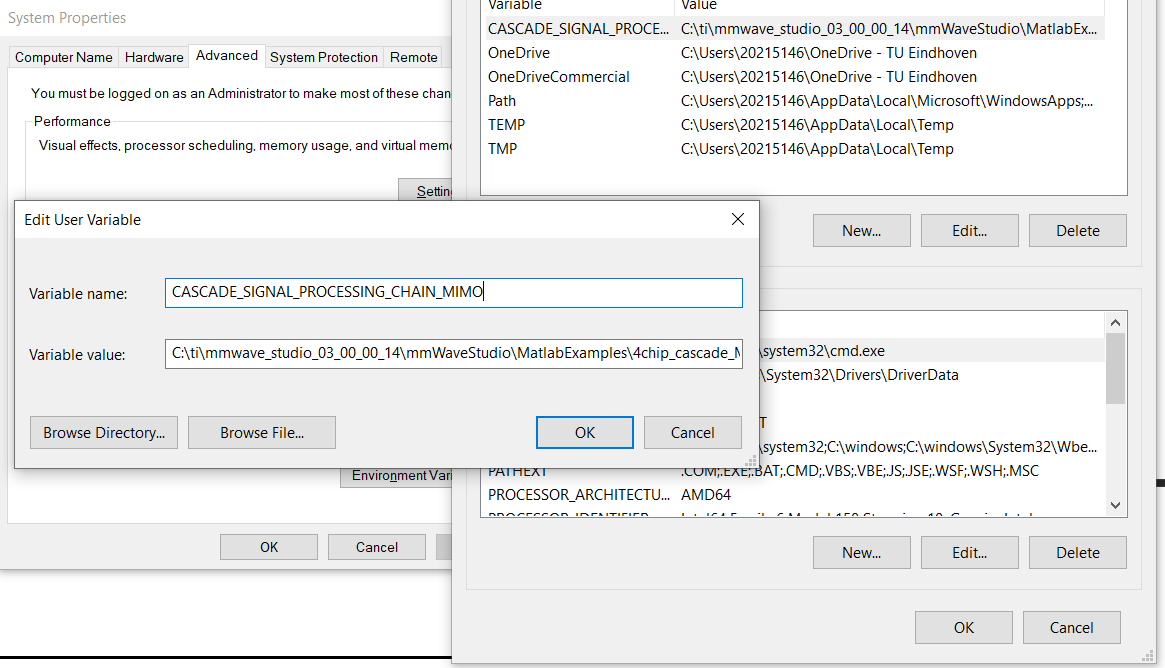 System Properties
Computer Name Hardware Advanced System Protection Remote
You must be logged on as an Administrator to make most of these chan
Performance
Visual effects, processor scheduling, memory usage, and virtual mem
Settin
Variable Value
CASCADE_SIGNAL_PROCE... C:\ti\mmwave_studio_03_00_00_14\mmWaveStudio\MatlabEx...
OneDrive C:\Users\20215146\OneDrive - TU Eindhoven
OneDriveCommercial C:\Users\20215146\OneDrive - TU Eindhoven
Path C:\Users\20215146\AppData\Local\Microsoft\WindowsApps;...
TEMP C:\Users\20215146\AppData\Local\Temp
TMP C:\Users\20215146\AppData\Local\Temp
New... Edit... Delete
Edit User Variable
Variable name: CASCADE_SIGNAL_PROCESSING_CHAIN_MIMO
Variable value: C:\ti\mmwave_studio_03_00_00_14\mmWaveStudio\MatlabExamples\4chip_cascade_M
Browse Directory... Browse File... OK Cancel
\system32\cmd.exe
\System32\Drivers\DriverData
T
\system32;C:\windows;C:\windows\System32\Wbe...
PATHEXT .COM;.EXE;.BAT;.CMD;.VBS;.VBE;.JS;.JSE;.WSF;.WSH;.MSC
PROCESSOR_ARCHITECTU... AMD64
Environment Vari
OK Cancel
New... Edit... Delete
OK Cancel